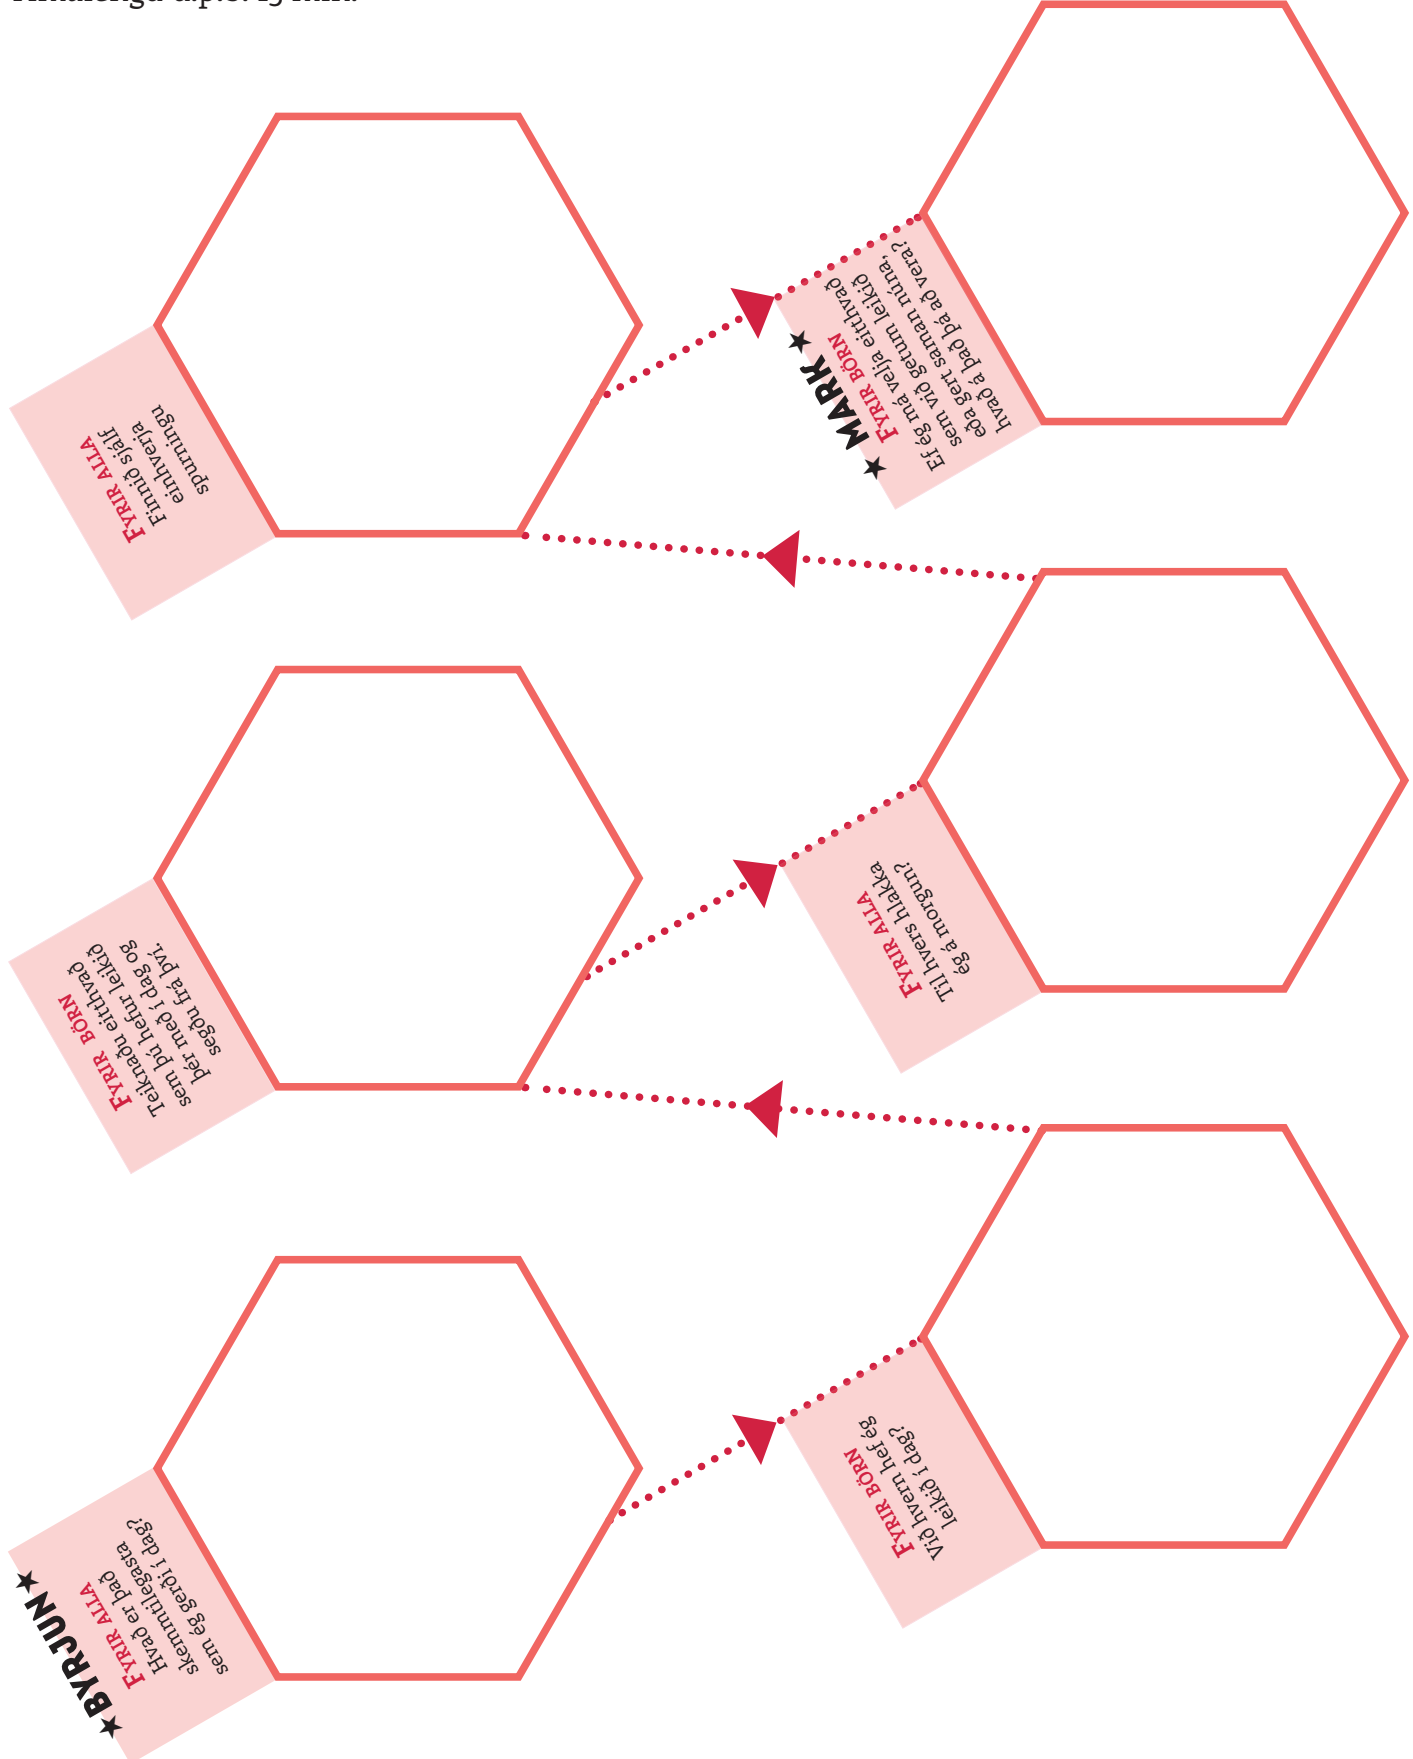 Tímalengd u.þ.b. 15 mín.
★BYRJUN★
FYRIR ALLA
Hvað er það
skemmtilegasta
sem ég gerði í dag?
FYRIR BÖRN
Við hvern hef ég
leikið í dag?
FYRIR BÖRN
Teiknaðu eitthvað
sem þú hefur leikið
þér með í dag og
segðu frá því.
FYRIR ALLA
Til hvers hlakka
ég á morgun?
FYRIR ALLA
Finnið sjálf
einhverja
spurningu
★ MARK ★
FYRIR BÖRN
Ef ég má velja eitthvað
sem við getum leikið
eða gert saman núna,
hvað á það þá að vera?